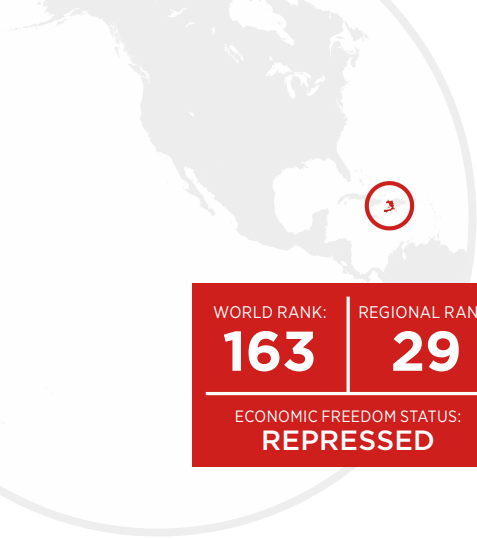 WORLD RANK:
163
REGIONAL RAN
29
ECONOMIC FREEDOM STATUS:
REPRESSED